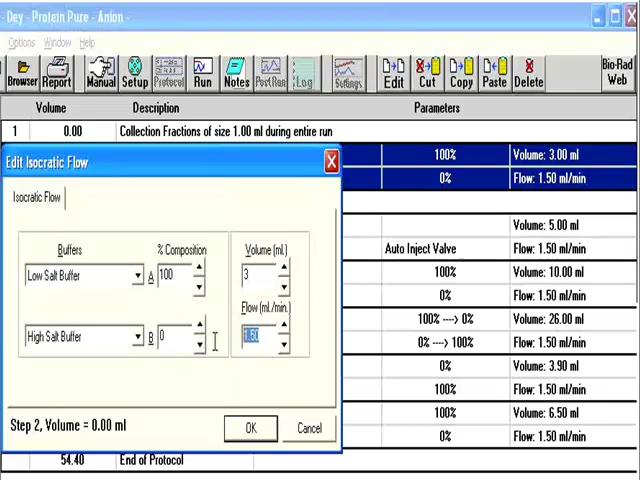 - Dey - Protein Pure - Anion -
Options Window Help
Browser Report Manual Setup Protocol Run Notes PostRun Log Settings Edit Cut Copy Paste Delete Bio-Rad Web
Volume Description Parameters
1 0.00 Collection Fractions of size 1.00 ml during entire run
Edit Isocratic Flow
100% Volume: 3.00 ml
0% Flow: 1.50 ml/min
Isocratic Flow
Volume: 5.00 ml
Auto Inject Valve Flow: 1.50 ml/min
Buffers % Composition Volume (ml.)
Low Salt Buffer A 100 3
100% Volume: 10.00 ml
0% Flow: 1.50 ml/min
Flow (ml./min.)
High Salt Buffer B 0 1.50
100% ----> 0% Volume: 26.00 ml
0% ----> 100% Flow: 1.50 ml/min
0% Volume: 3.90 ml
100% Flow: 1.50 ml/min
100% Volume: 6.50 ml
0% Flow: 1.50 ml/min
Step 2, Volume = 0.00 ml OK Cancel
54.40 End of Protocol